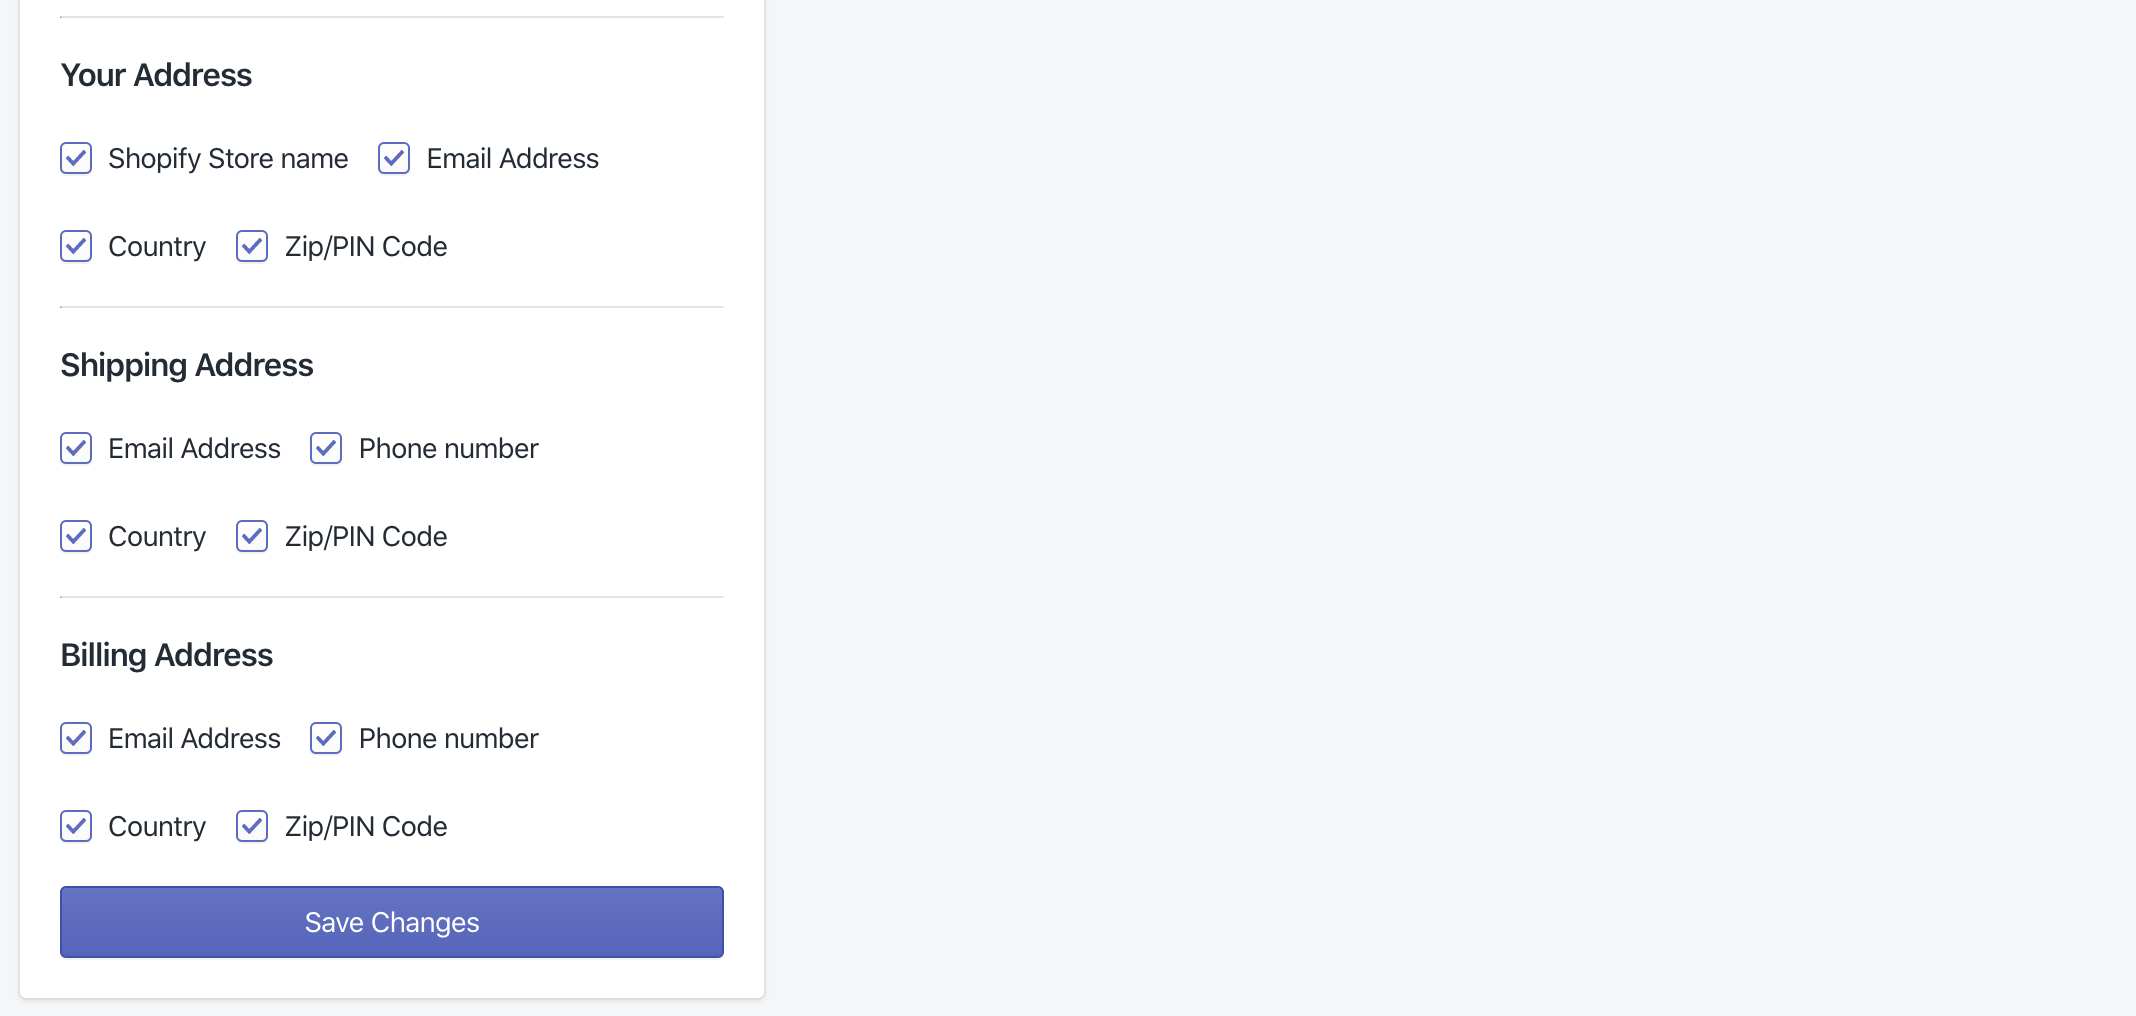 Your Address
Shopify Store name Email Address
Country Zip/PIN Code
Shipping Address
Email Address Phone number
Country Zip/PIN Code
Billing Address
Email Address Phone number
Country Zip/PIN Code
Save Changes